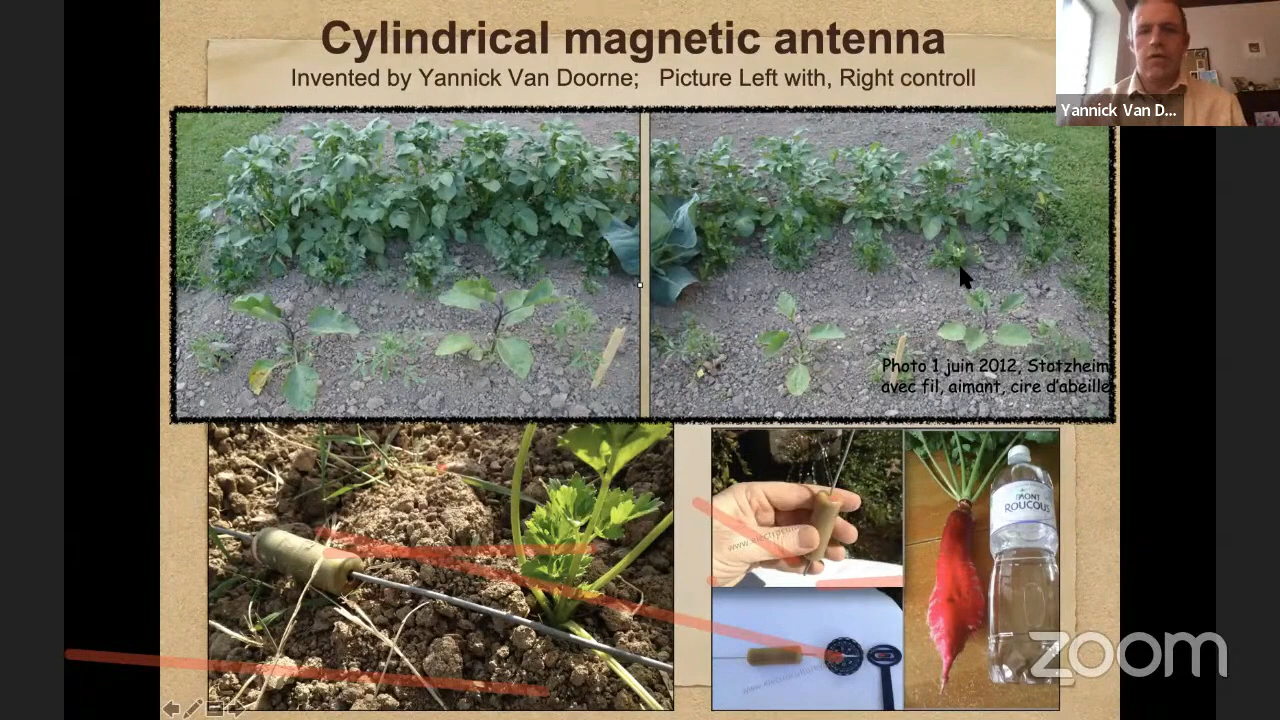 Cylindrical magnetic antenna
Invented by Yannick Van Doorne; Picture Left with, Right controll
Yannick Van D...
Photo 1 juin 2012, Stotzheim
avec fil, aimant, cire d'abeille
MONT
ROUCOUS
zoom